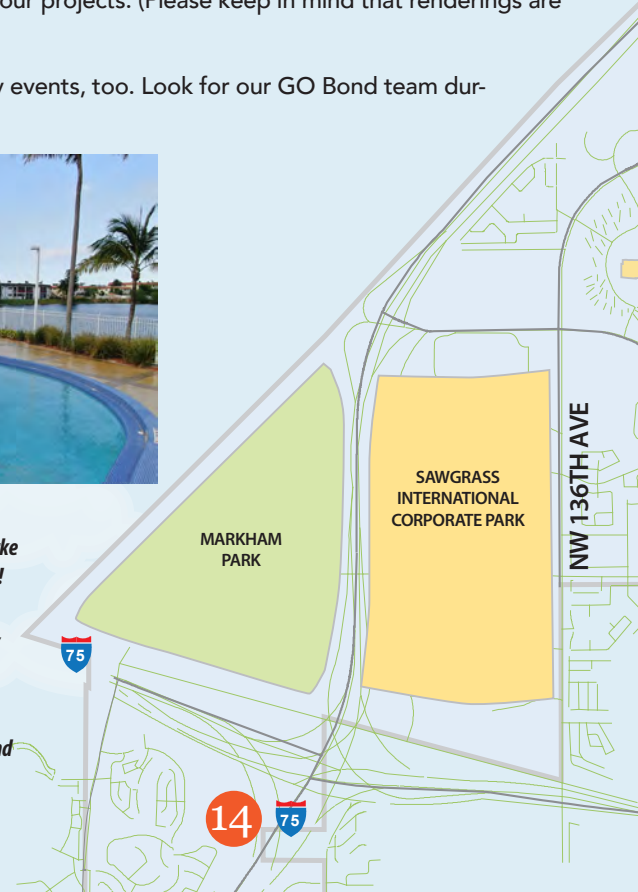 our projects. (Please keep in mind that renderings are
events, too. Look for our GO Bond team dur-
MARKHAM
PARK
SAWGRASS
INTERNATIONAL
CORPORATE PARK
NW 136TH AVE
75
14
75